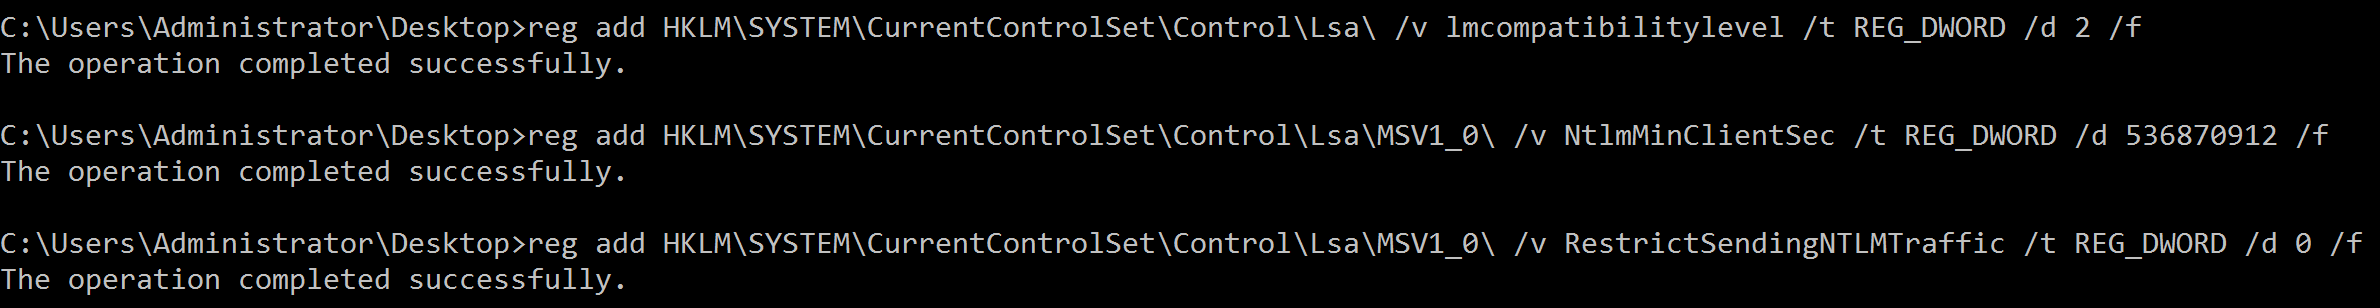 C:\Users\Administrator\Desktop>reg add HKLM\SYSTEM\CurrentControlSet\Control\Lsa\ /v lmcompatibilitylevel /t REG_DWORD /d 2 /f
The operation completed successfully.
C:\Users\Administrator\Desktop>reg add HKLM\SYSTEM\CurrentControlSet\Control\Lsa\MSV1_0\ /v NtlmMinClientSec /t REG_DWORD /d 536870912 /f
The operation completed successfully.
C:\Users\Administrator\Desktop>reg add HKLM\SYSTEM\CurrentControlSet\Control\Lsa\MSV1_0\ /v RestrictSendingNTLMTraffic /t REG_DWORD /d 0 /f
The operation completed successfully.